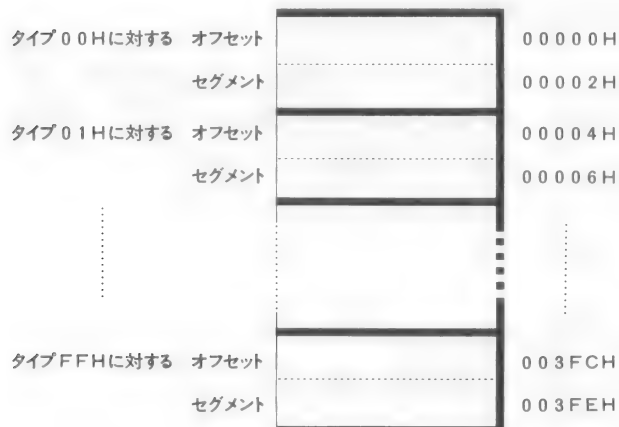 タイプ00Hに対する オフセット 00000H
セグメント 00002H
タイプ01Hに対する オフセット 00004H
セグメント 00006H
タイプFFHに対する オフセット 003FCH
セグメント 003FEH